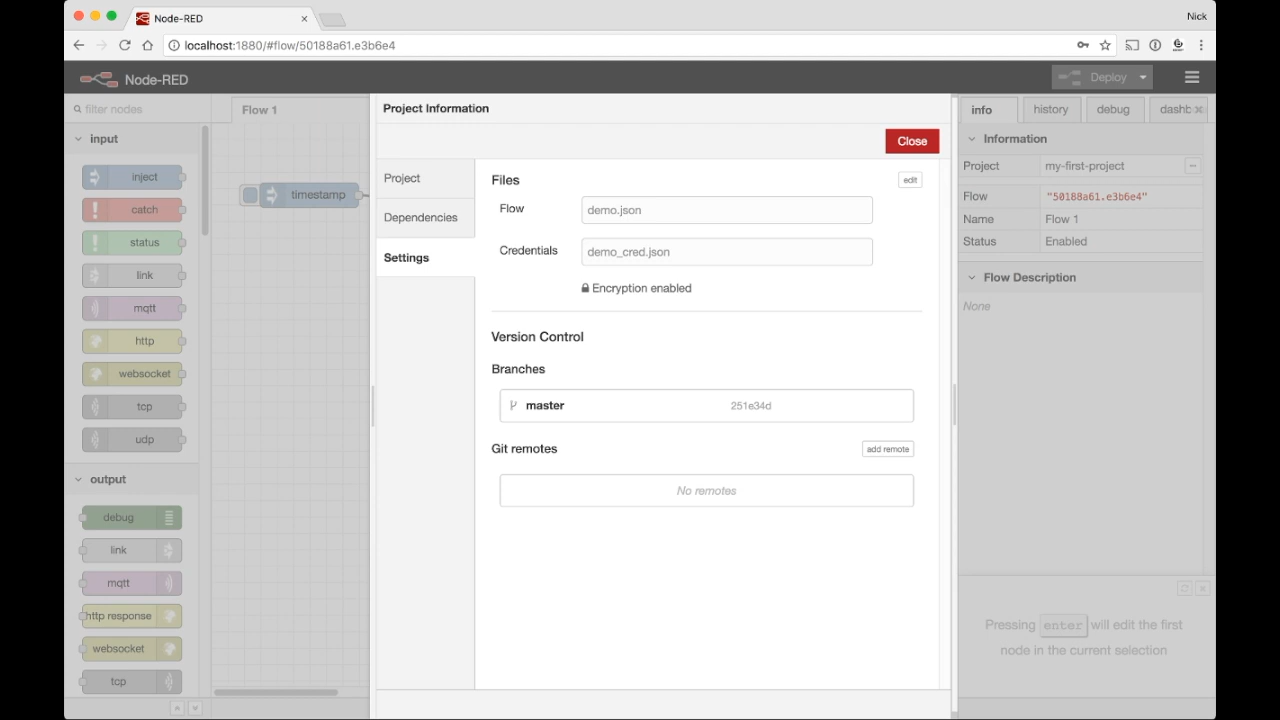 Node-RED
Nick
localhost:1880/#flow/50188a61.e3b6e4
Node-RED
Deploy
filter nodes
input
inject
catch
status
link
mqtt
http
websocket
tcp
udp
output
debug
link
mqtt
http response
websocket
tcp
Flow 1
timestamp
Project Information
Close
Project
Dependencies
Settings
Files
edit
Flow
demo.json
Credentials
demo_cred.json
Encryption enabled
Version Control
Branches
master
251e34d
Git remotes
add remote
No remotes
info
history
debug
dashb
Information
Project
my-first-project
Flow
"50188a61.e3b6e4"
Name
Flow 1
Status
Enabled
Flow Description
None
Pressing enter will edit the first
node in the current selection